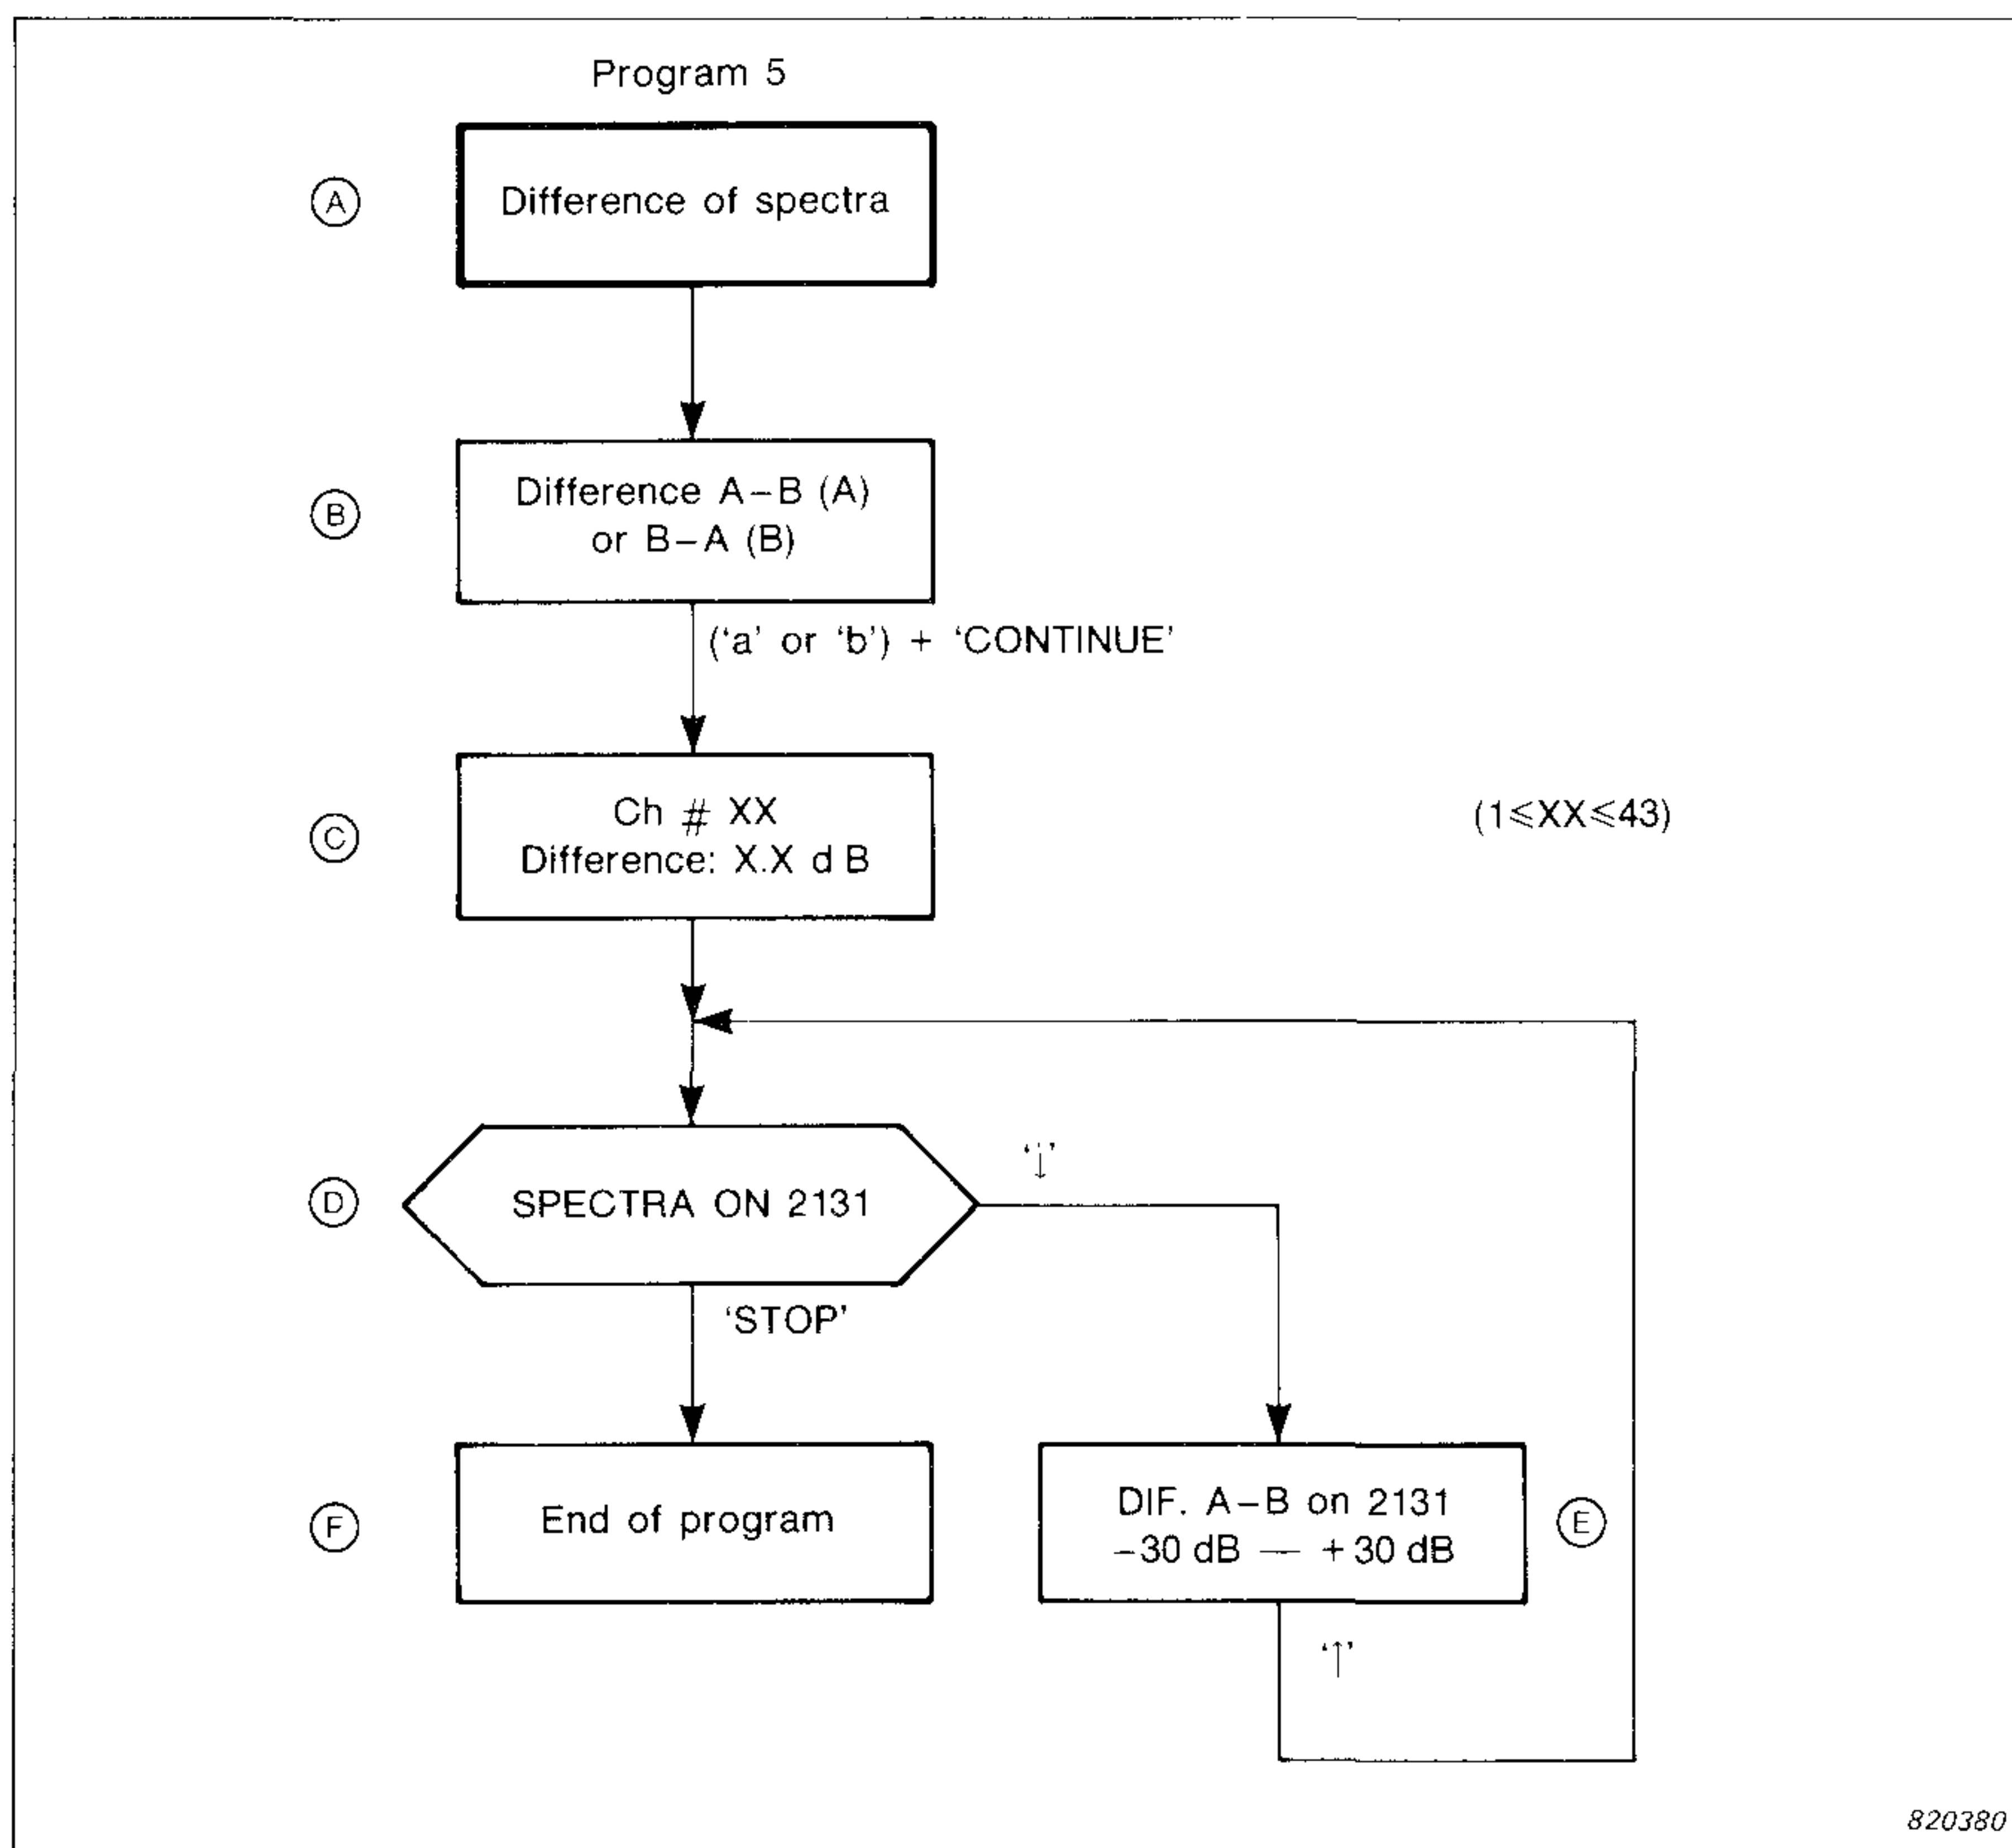 Program 5
A
Difference of spectra
B
Difference A–B (A)
or B–A (B)
('a' or 'b') + 'CONTINUE'
C
Ch # XX
Difference: X.X d B
(1≤XX≤43)
D
SPECTRA ON 2131
'↓'
'STOP'
F
End of program
DIF. A–B on 2131
–30 dB — +30 dB
E
'↑'
820380